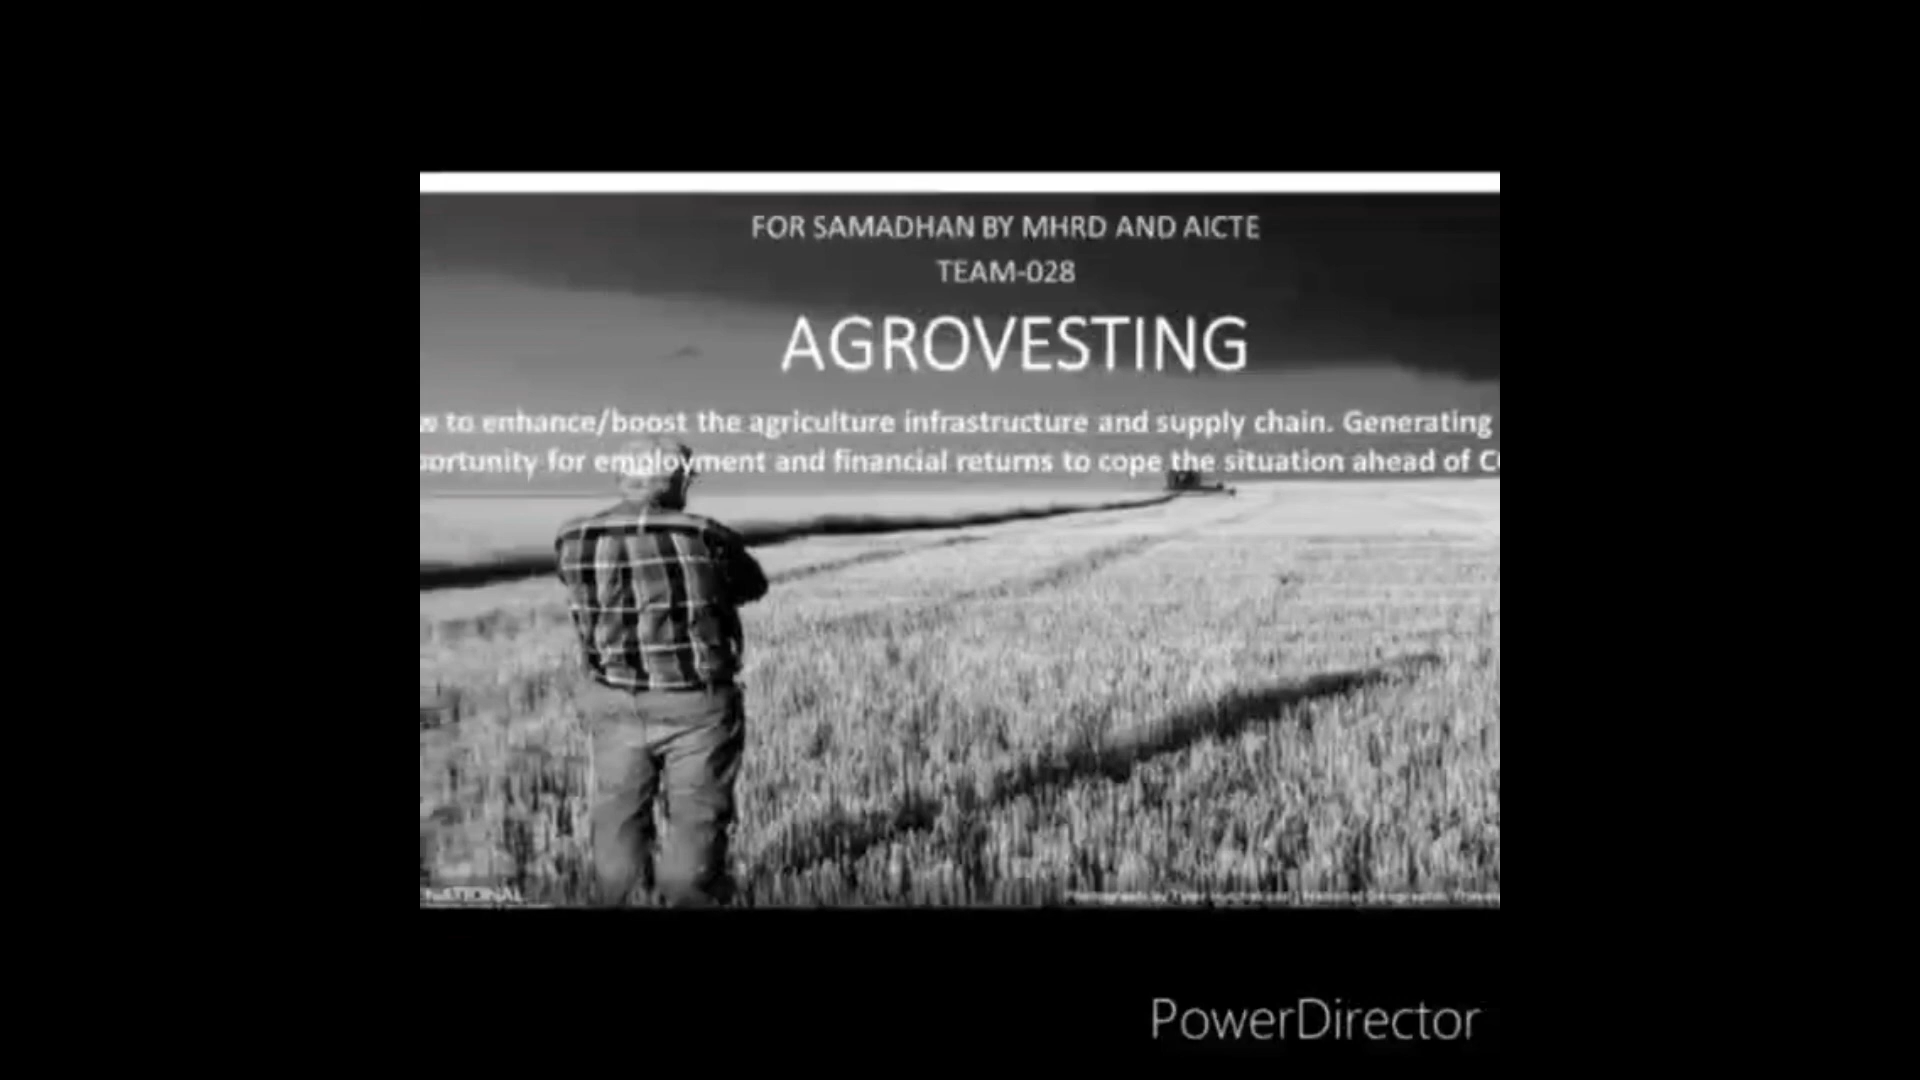 FOR SAMADHAN BY MHRD AND AICTE
TEAM-028
AGROVESTING
to enhance/boost the agriculture infrastructure and supply chain. Generating
for employment and financial returns to cope the situation ahead of
NATIONAL
PowerDirector